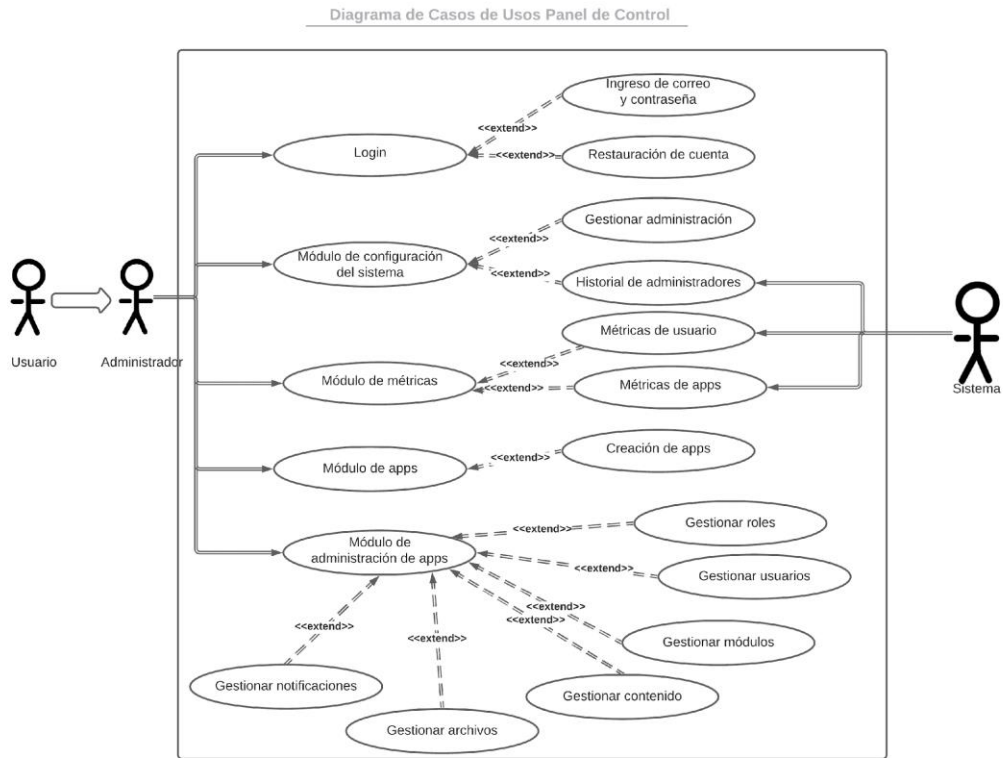 Diagrama de Casos de Usos Panel de Control
Ingreso de correo
y contraseña
<<extend>>
Login
<<extend>>
Restauración de cuenta
Gestionar administración
<<extend>>
Módulo de configuración
del sistema
<<extend>>
Historial de administradores
Métricas de usuario
Usuario
Administrador
<<extend>>
Módulo de métricas
<<extend>>
Métricas de apps
Sistema
Creación de apps
<<extend>>
Módulo de apps
Gestionar roles
<<extend>>
Módulo de
administración de apps
<<extend>>
Gestionar usuarios
<<extend>>
<<extend>>
<<extend>>
<<extend>>
Gestionar módulos
Gestionar notificaciones
Gestionar contenido
Gestionar archivos